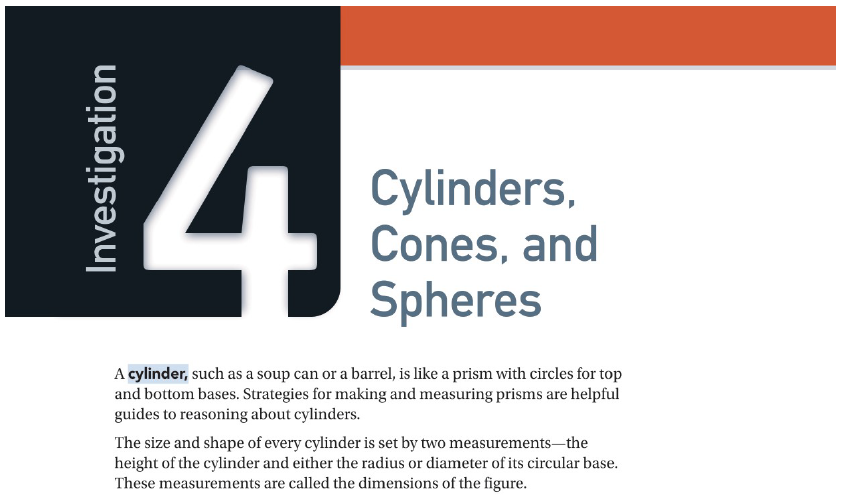 Investigation
4
Cylinders,
Cones, and
Spheres
A cylinder, such as a soup can or a barrel, is like a prism with circles for top
and bottom bases. Strategies for making and measuring prisms are helpful
guides to reasoning about cylinders.
The size and shape of every cylinder is set by two measurements—the
height of the cylinder and either the radius or diameter of its circular base.
These measurements are called the dimensions of the figure.